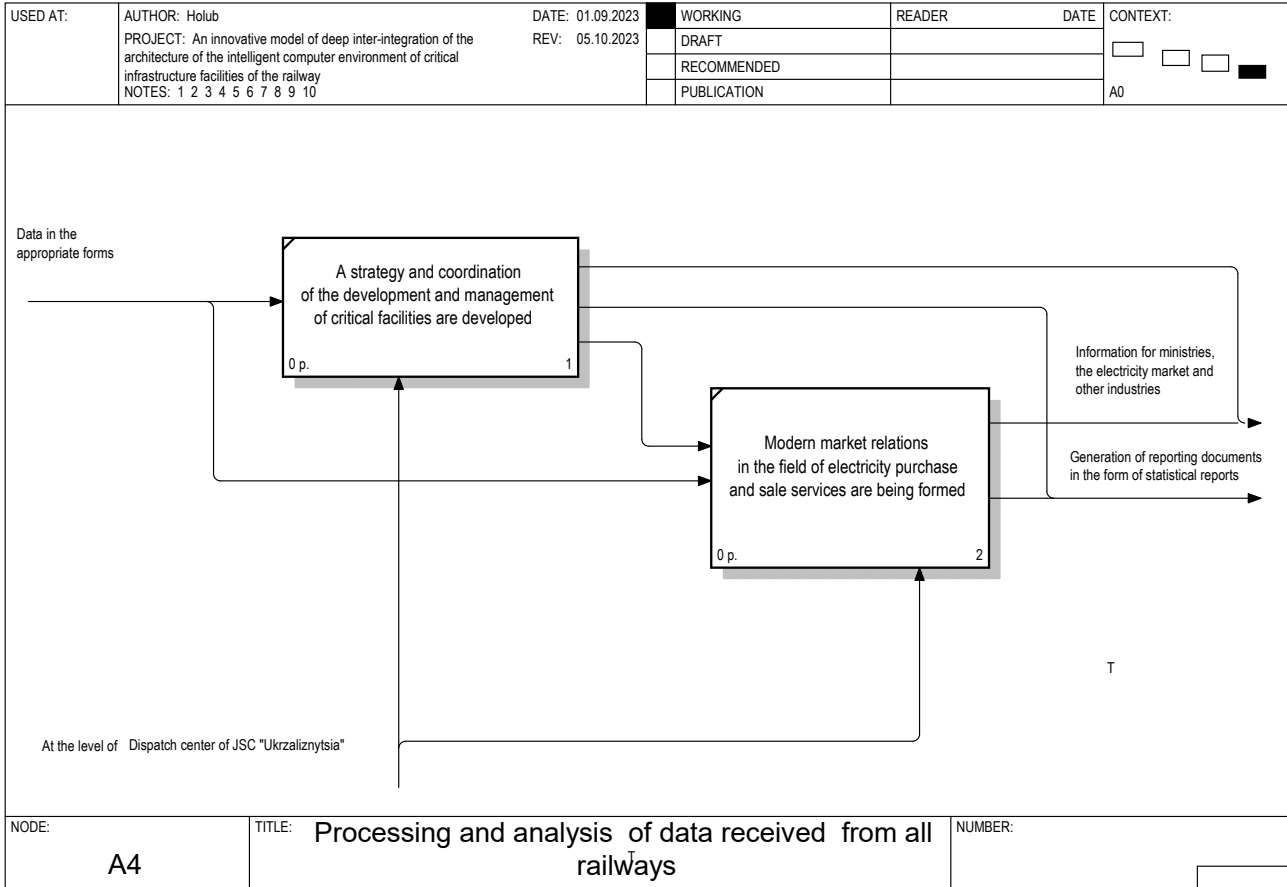 USED AT:
AUTHOR: Holub
DATE: 01.09.2023
REV: 05.10.2023
PROJECT: An innovative model of deep inter-integration of the
architecture of the intelligent computer environment of critical
infrastructure facilities of the railway
NOTES: 1 2 3 4 5 6 7 8 9 10
WORKING
DRAFT
RECOMMENDED
PUBLICATION
READER DATE
CONTEXT:
A0
Data in the
appropriate forms
A strategy and coordination
of the development and management
of critical facilities are developed
0 p. 1
Information for ministries,
the electricity market and
other industries
Modern market relations
in the field of electricity purchase
and sale services are being formed
0 p. 2
Generation of reporting documents
in the form of statistical reports
T
At the level of Dispatch center of JSC "Ukrzaliznytsia"
NODE:
A4
TITLE:
Processing and analysis of data received from all
railways
T
NUMBER: